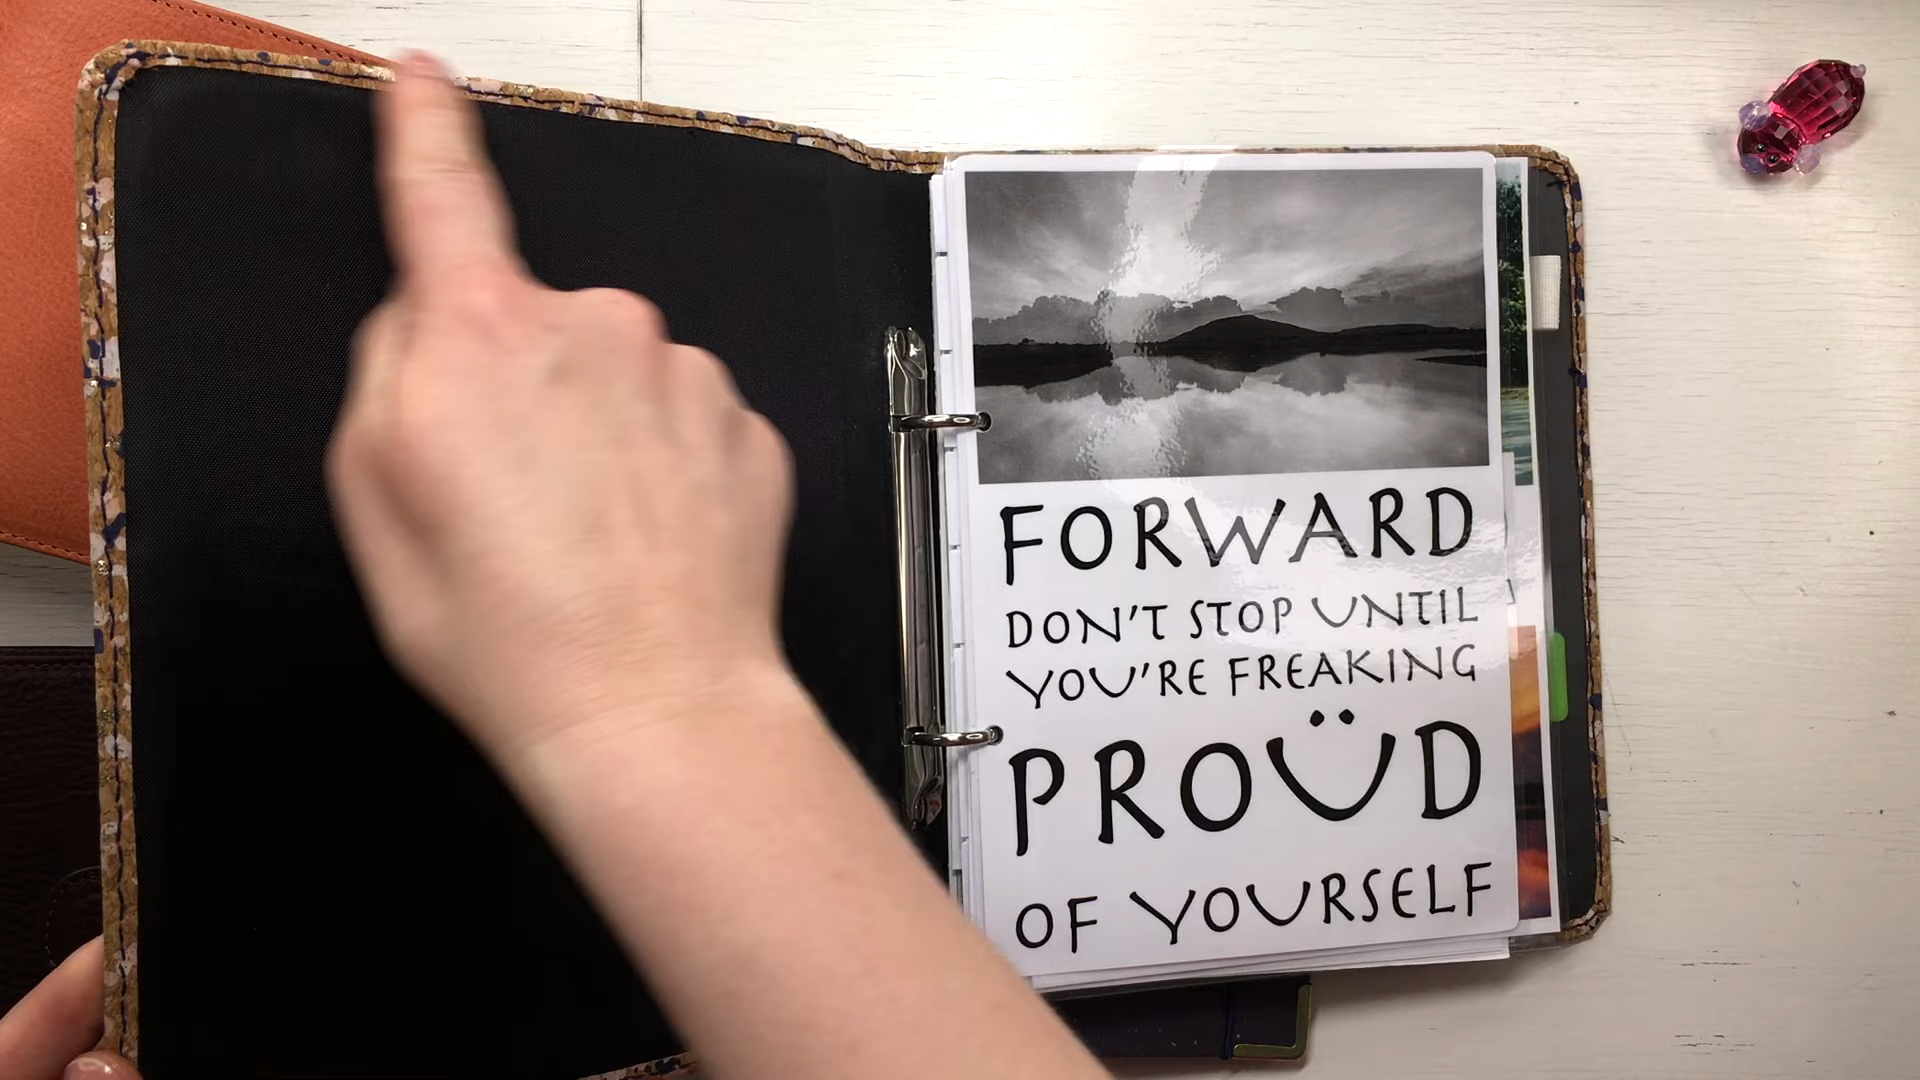 FORWARD
DON'T STOP UNTIL
YOU'RE FREAKING
PROÜD
OF YOURSELF